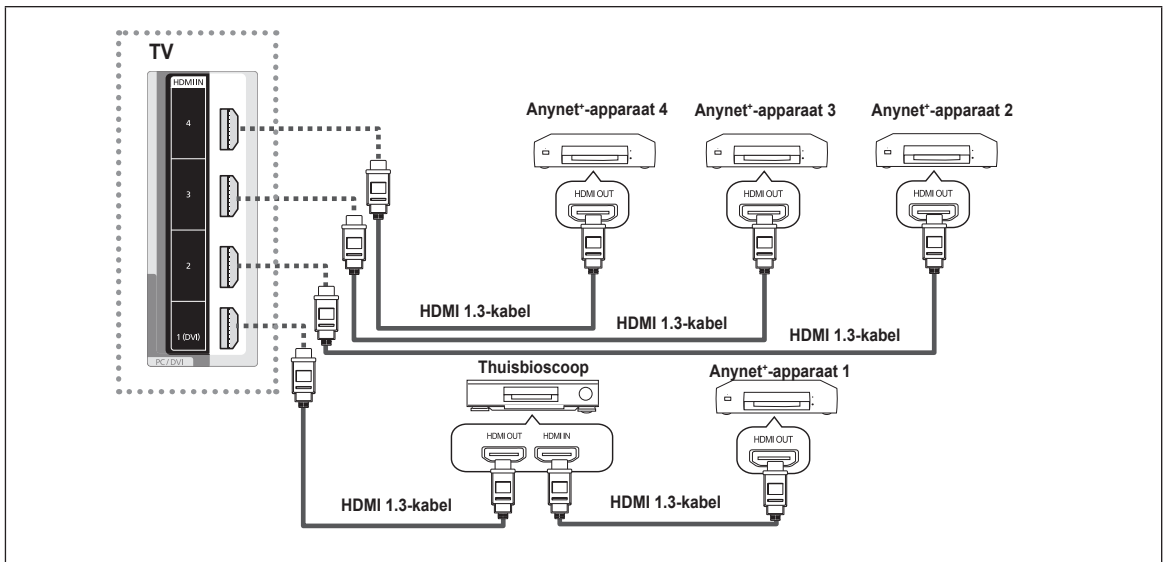 TV
HDMI IN
4
3
2
1 (DVI)
PC / DVI
Anynet+-apparaat 4
Anynet+-apparaat 3
Anynet+-apparaat 2
HDMI OUT
HDMI OUT
HDMI OUT
HDMI 1.3-kabel
HDMI 1.3-kabel
HDMI 1.3-kabel
Thuisbioscoop
Anynet+-apparaat 1
HDMI OUT
HDMI IN
HDMI OUT
HDMI 1.3-kabel
HDMI 1.3-kabel